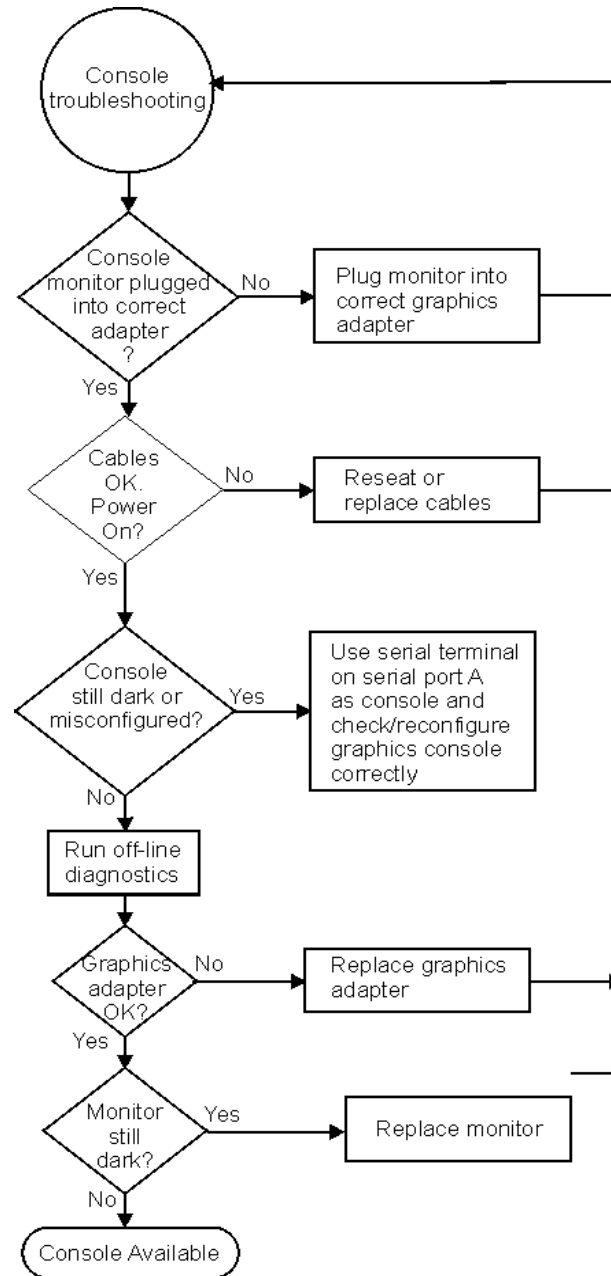 Console
troubleshooting
Console
monitor plugged
into correct
adapter
?
No
Plug monitor into
correct graphics
adapter
Yes
Cables
OK.
Power
On?
No
Reseat or
replace cables
Yes
Console
still dark or
misconfigured?
Yes
Use serial terminal
on serial port A
as console and
check/reconfigure
graphics console
correctly
No
Run off-line
diagnostics
Graphics
adapter
OK?
No
Replace graphics
adapter
Yes
Monitor
still
dark?
Yes
Replace monitor
No
Console Available